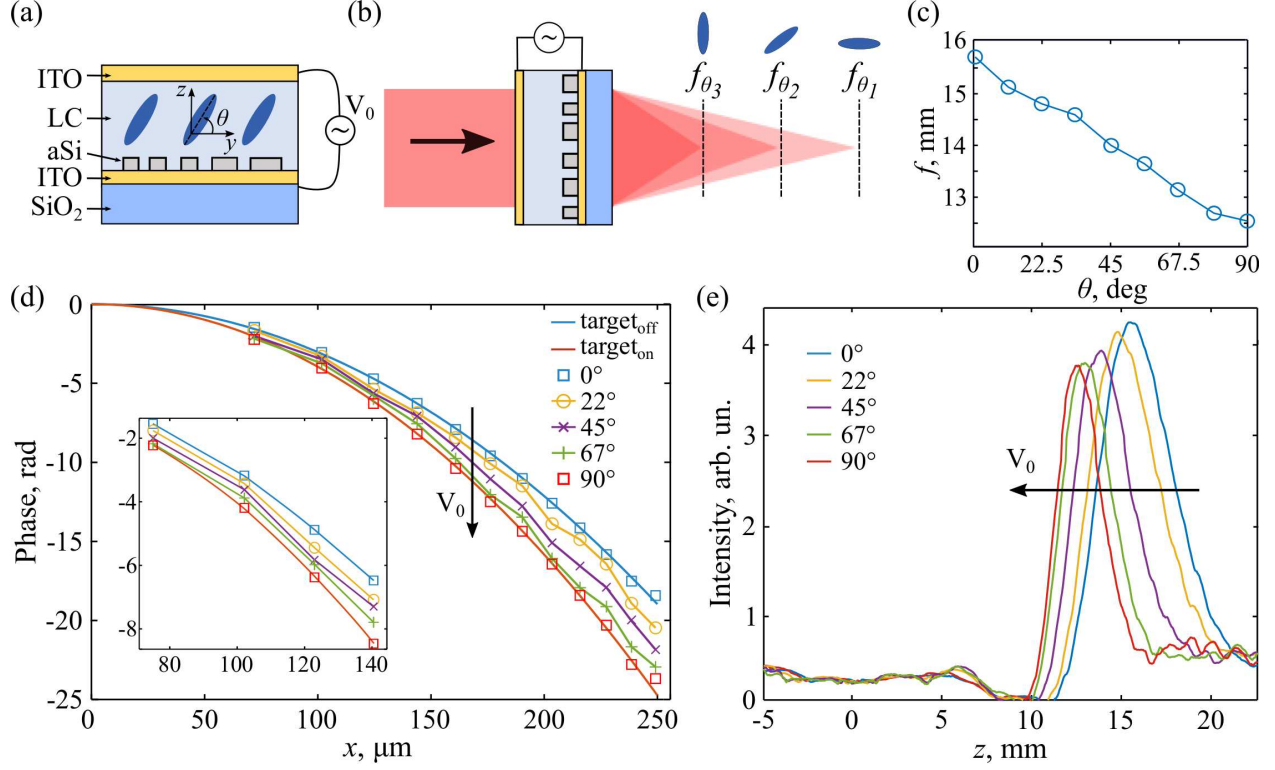 (a)
ITO
LC
aSi
ITO
SiO2
z
θ
y
V0
~
(b)
~
fθ3
fθ2
fθ1
(c)
16
15
14
13
f, mm
0
22.5
45
67.5
90
θ, deg
(d)
0
-5
-10
-15
-20
-25
Phase, rad
targetoff
targeton
0°
22°
45°
67°
90°
V0
-2
-4
-6
-8
80
100
120
140
0
50
100
150
200
250
x, μm
(e)
4
3
2
1
0
Intensity, arb. un.
0°
22°
45°
67°
90°
V0
-5
0
5
10
15
20
z, mm